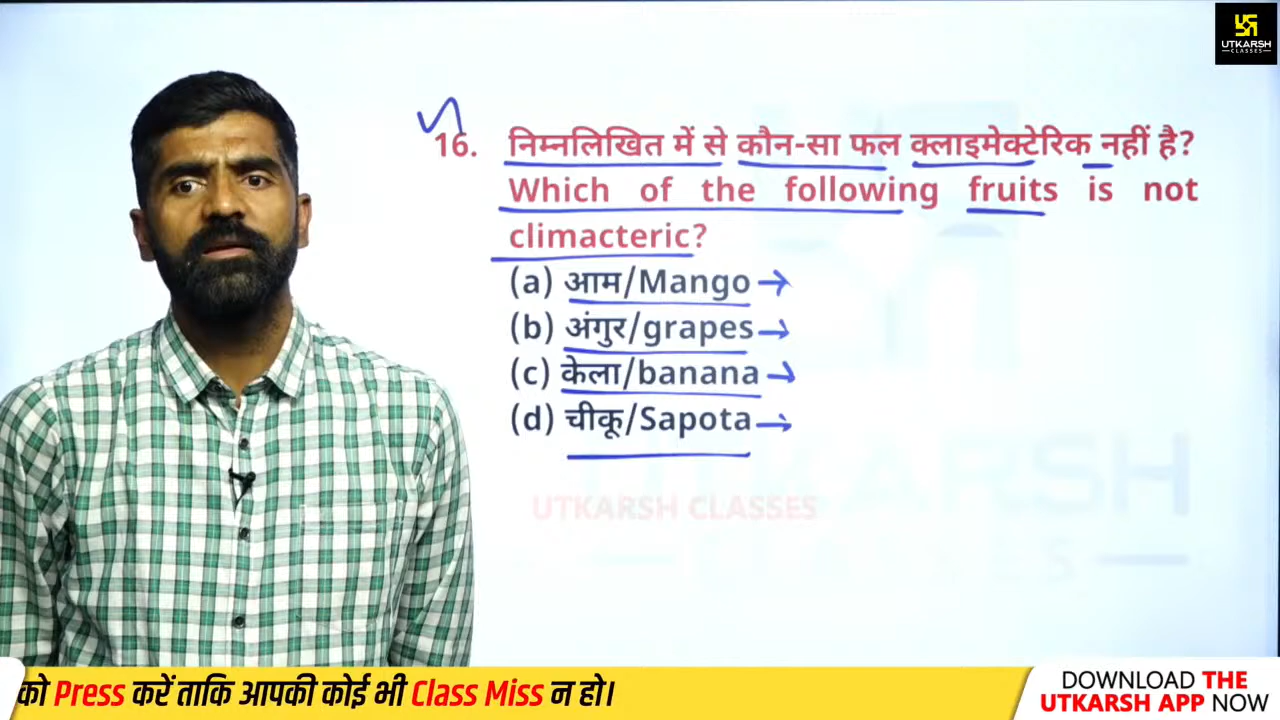 UTKARSH
CLASSES
16. निम्नलिखित में से कौन-सा फल क्लाइमेक्टेरिक नहीं है?
Which of the following fruits is not
climacteric?
(a) आम/Mango
(b) अंगुर/grapes
(c) केला/banana
(d) चीकू/Sapota
UTKARSH CLASSES
को Press करें ताकि आपकी कोई भी Class Miss न हो।
DOWNLOAD THE
UTKARSH APP NOW